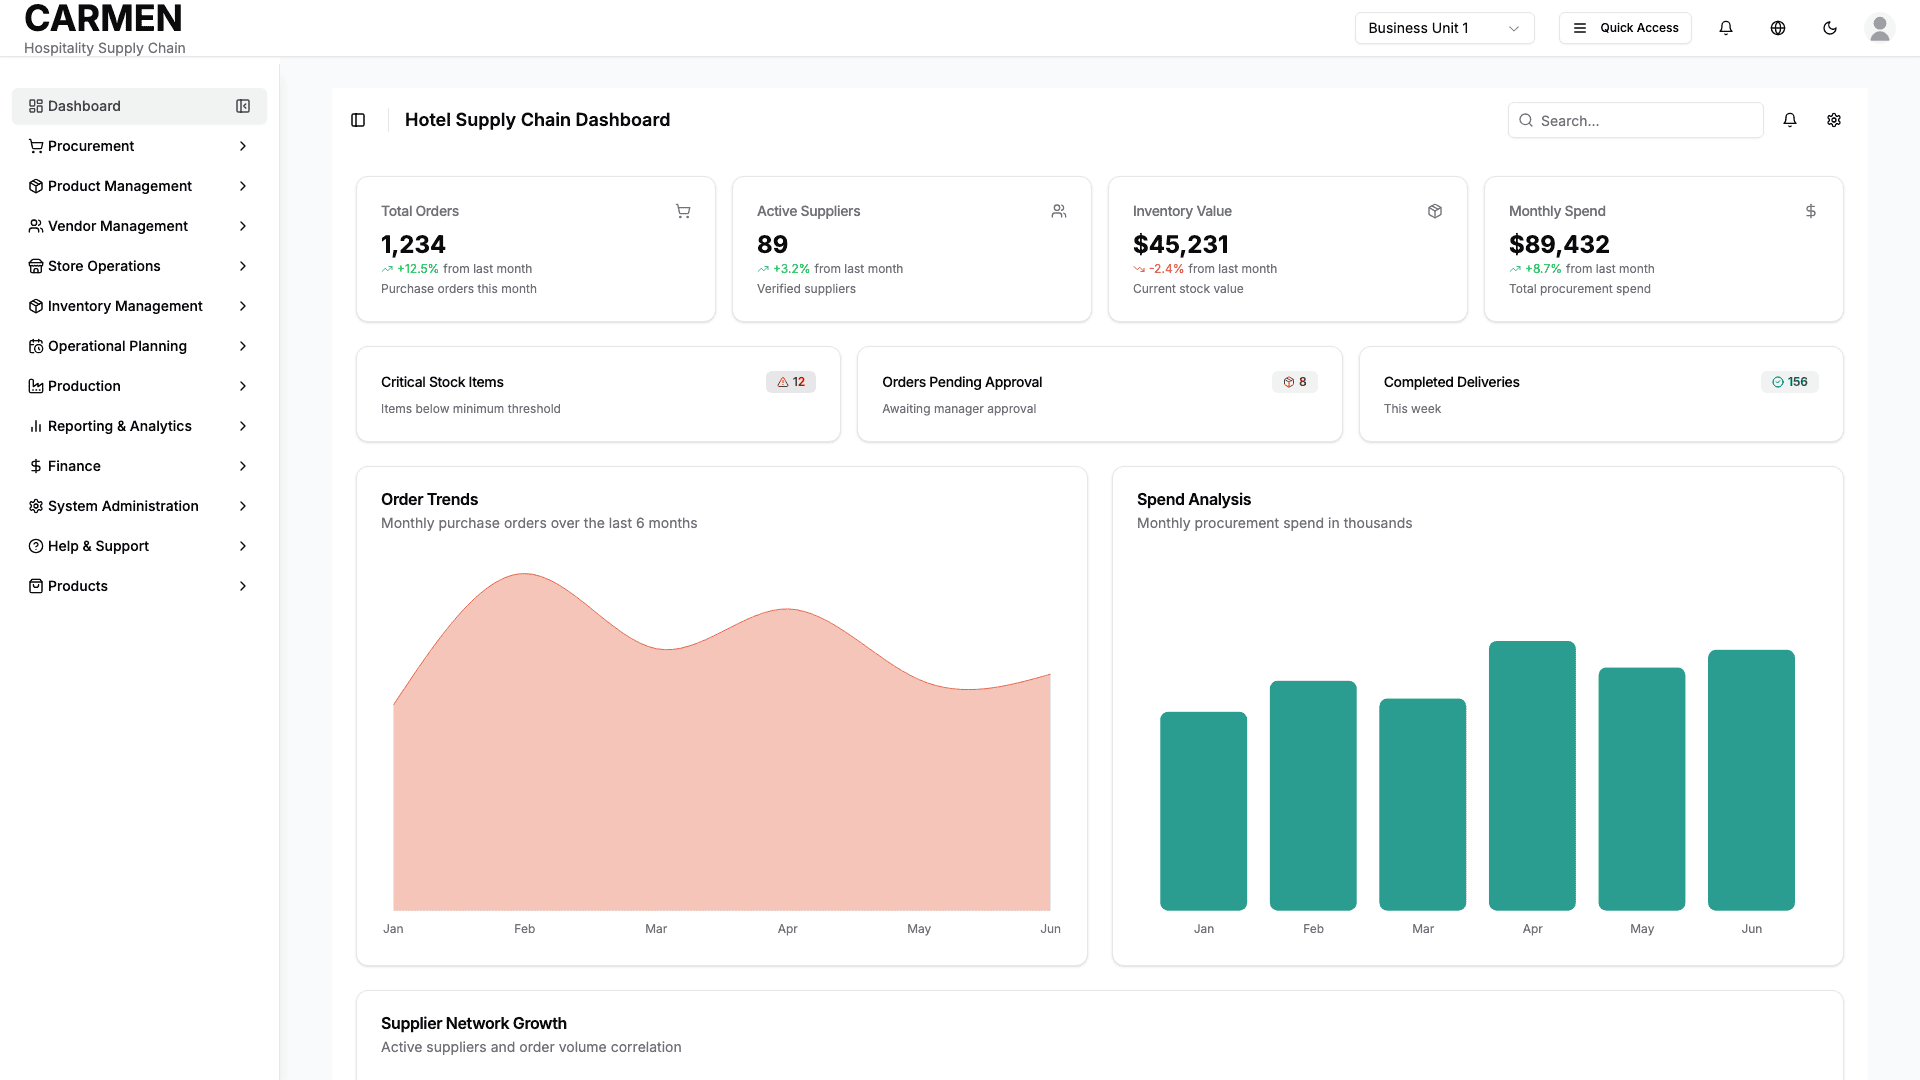 CARMEN
Hospitality Supply Chain
Business Unit 1
Quick Access
Dashboard
Procurement
Product Management
Vendor Management
Store Operations
Inventory Management
Operational Planning
Production
Reporting & Analytics
Finance
System Administration
Help & Support
Products
Hotel Supply Chain Dashboard
Search...
Total Orders
1,234
+12.5% from last month
Purchase orders this month
Active Suppliers
89
+3.2% from last month
Verified suppliers
Inventory Value
$45,231
-2.4% from last month
Current stock value
Monthly Spend
$89,432
+8.7% from last month
Total procurement spend
Critical Stock Items
12
Items below minimum threshold
Orders Pending Approval
8
Awaiting manager approval
Completed Deliveries
156
This week
Order Trends
Monthly purchase orders over the last 6 months
Jan Feb Mar Apr May Jun
Spend Analysis
Monthly procurement spend in thousands
Jan Feb Mar Apr May Jun
Supplier Network Growth
Active suppliers and order volume correlation